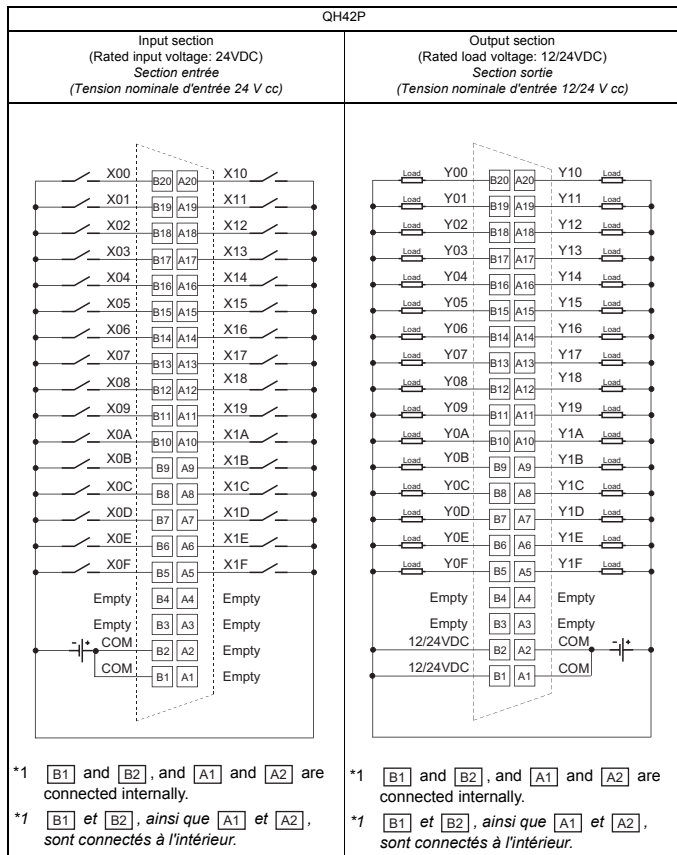 QH42P
Input section
(Rated input voltage: 24VDC)
Section entrée
(Tension nominale d'entrée 24 V cc)
Output section
(Rated load voltage: 12/24VDC)
Section sortie
(Tension nominale d'entrée 12/24 V cc)
X00 B20 A20 X10
X01 B19 A19 X11
X02 B18 A18 X12
X03 B17 A17 X13
X04 B16 A16 X14
X05 B15 A15 X15
X06 B14 A14 X16
X07 B13 A13 X17
X08 B12 A12 X18
X09 B11 A11 X19
X0A B10 A10 X1A
X0B B9 A9 X1B
X0C B8 A8 X1C
X0D B7 A7 X1D
X0E B6 A6 X1E
X0F B5 A5 X1F
Empty B4 A4 Empty
Empty B3 A3 Empty
- + COM B2 A2 Empty
COM B1 A1 Empty
Load Y00 B20 A20 Y10 Load
Load Y01 B19 A19 Y11 Load
Load Y02 B18 A18 Y12 Load
Load Y03 B17 A17 Y13 Load
Load Y04 B16 A16 Y14 Load
Load Y05 B15 A15 Y15 Load
Load Y06 B14 A14 Y16 Load
Load Y07 B13 A13 Y17 Load
Load Y08 B12 A12 Y18 Load
Load Y09 B11 A11 Y19 Load
Load Y0A B10 A10 Y1A Load
Load Y0B B9 A9 Y1B Load
Load Y0C B8 A8 Y1C Load
Load Y0D B7 A7 Y1D Load
Load Y0E B6 A6 Y1E Load
Load Y0F B5 A5 Y1F Load
Empty B4 A4 Empty
Empty B3 A3 Empty
12/24VDC B2 A2 COM - +
12/24VDC B1 A1 COM
*1 B1 and B2 , and A1 and A2 are
connected internally.
*1 B1 et B2 , ainsi que A1 et A2 ,
sont connectés à l'intérieur.
*1 B1 and B2 , and A1 and A2 are
connected internally.
*1 B1 et B2 , ainsi que A1 et A2 ,
sont connectés à l'intérieur.